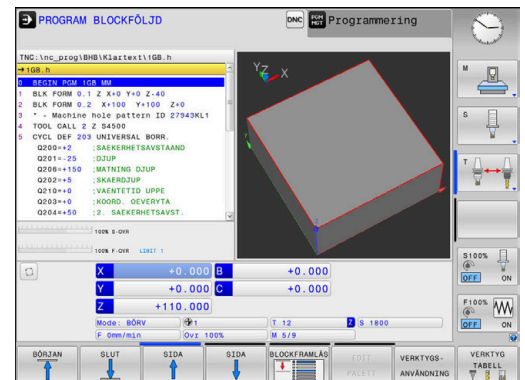 PROGRAM BLOCKFÖLJD
DNC
PGM MGT
Programmering
TNC:\nc_prog\BHB\Klartext\1GB.h
→1GB.h
0 BEGIN PGM 1GB MM
1 BLK FORM 0.1 Z X+0 Y+0 Z-40
2 BLK FORM 0.2 X+100 Y+100 Z+0
3 * - Machine hole pattern ID 27943KL1
4 TOOL CALL 2 Z S4500
5 CYCL DEF 203 UNIVERSAL BORR.
Q200=+2 ;SAEKERHETSAVSTAAND
Q201=-25 ;DJUP
Q206=+150 ;MATNING DJUP
Q202=+5 ;SKAERDJUP
Q210=+0 ;VAENTETID UPPE
Q203=+0 ;KOORD. OEVERYTA
Q204=+50 ;2. SAEKERHETSAVST.
Y Z X
100% S-OVR
100% F-OVR LIMIT 1
X +0.000 B +0.000
Y +0.000 C +0.000
Z +110.000
Mode: BÖRV 1 T 12 Z S 1800
F 0mm/min Ovr 100% M 5/9
M
S
T
S100%
OFF ON
F100%
OFF ON
BÖRJAN
SLUT
SIDA
SIDA
BLOCKFRAMLÄS
EDIT
PALETT
VERKTYGS-
ANVÄNDNING
VERKTYG
TABELL